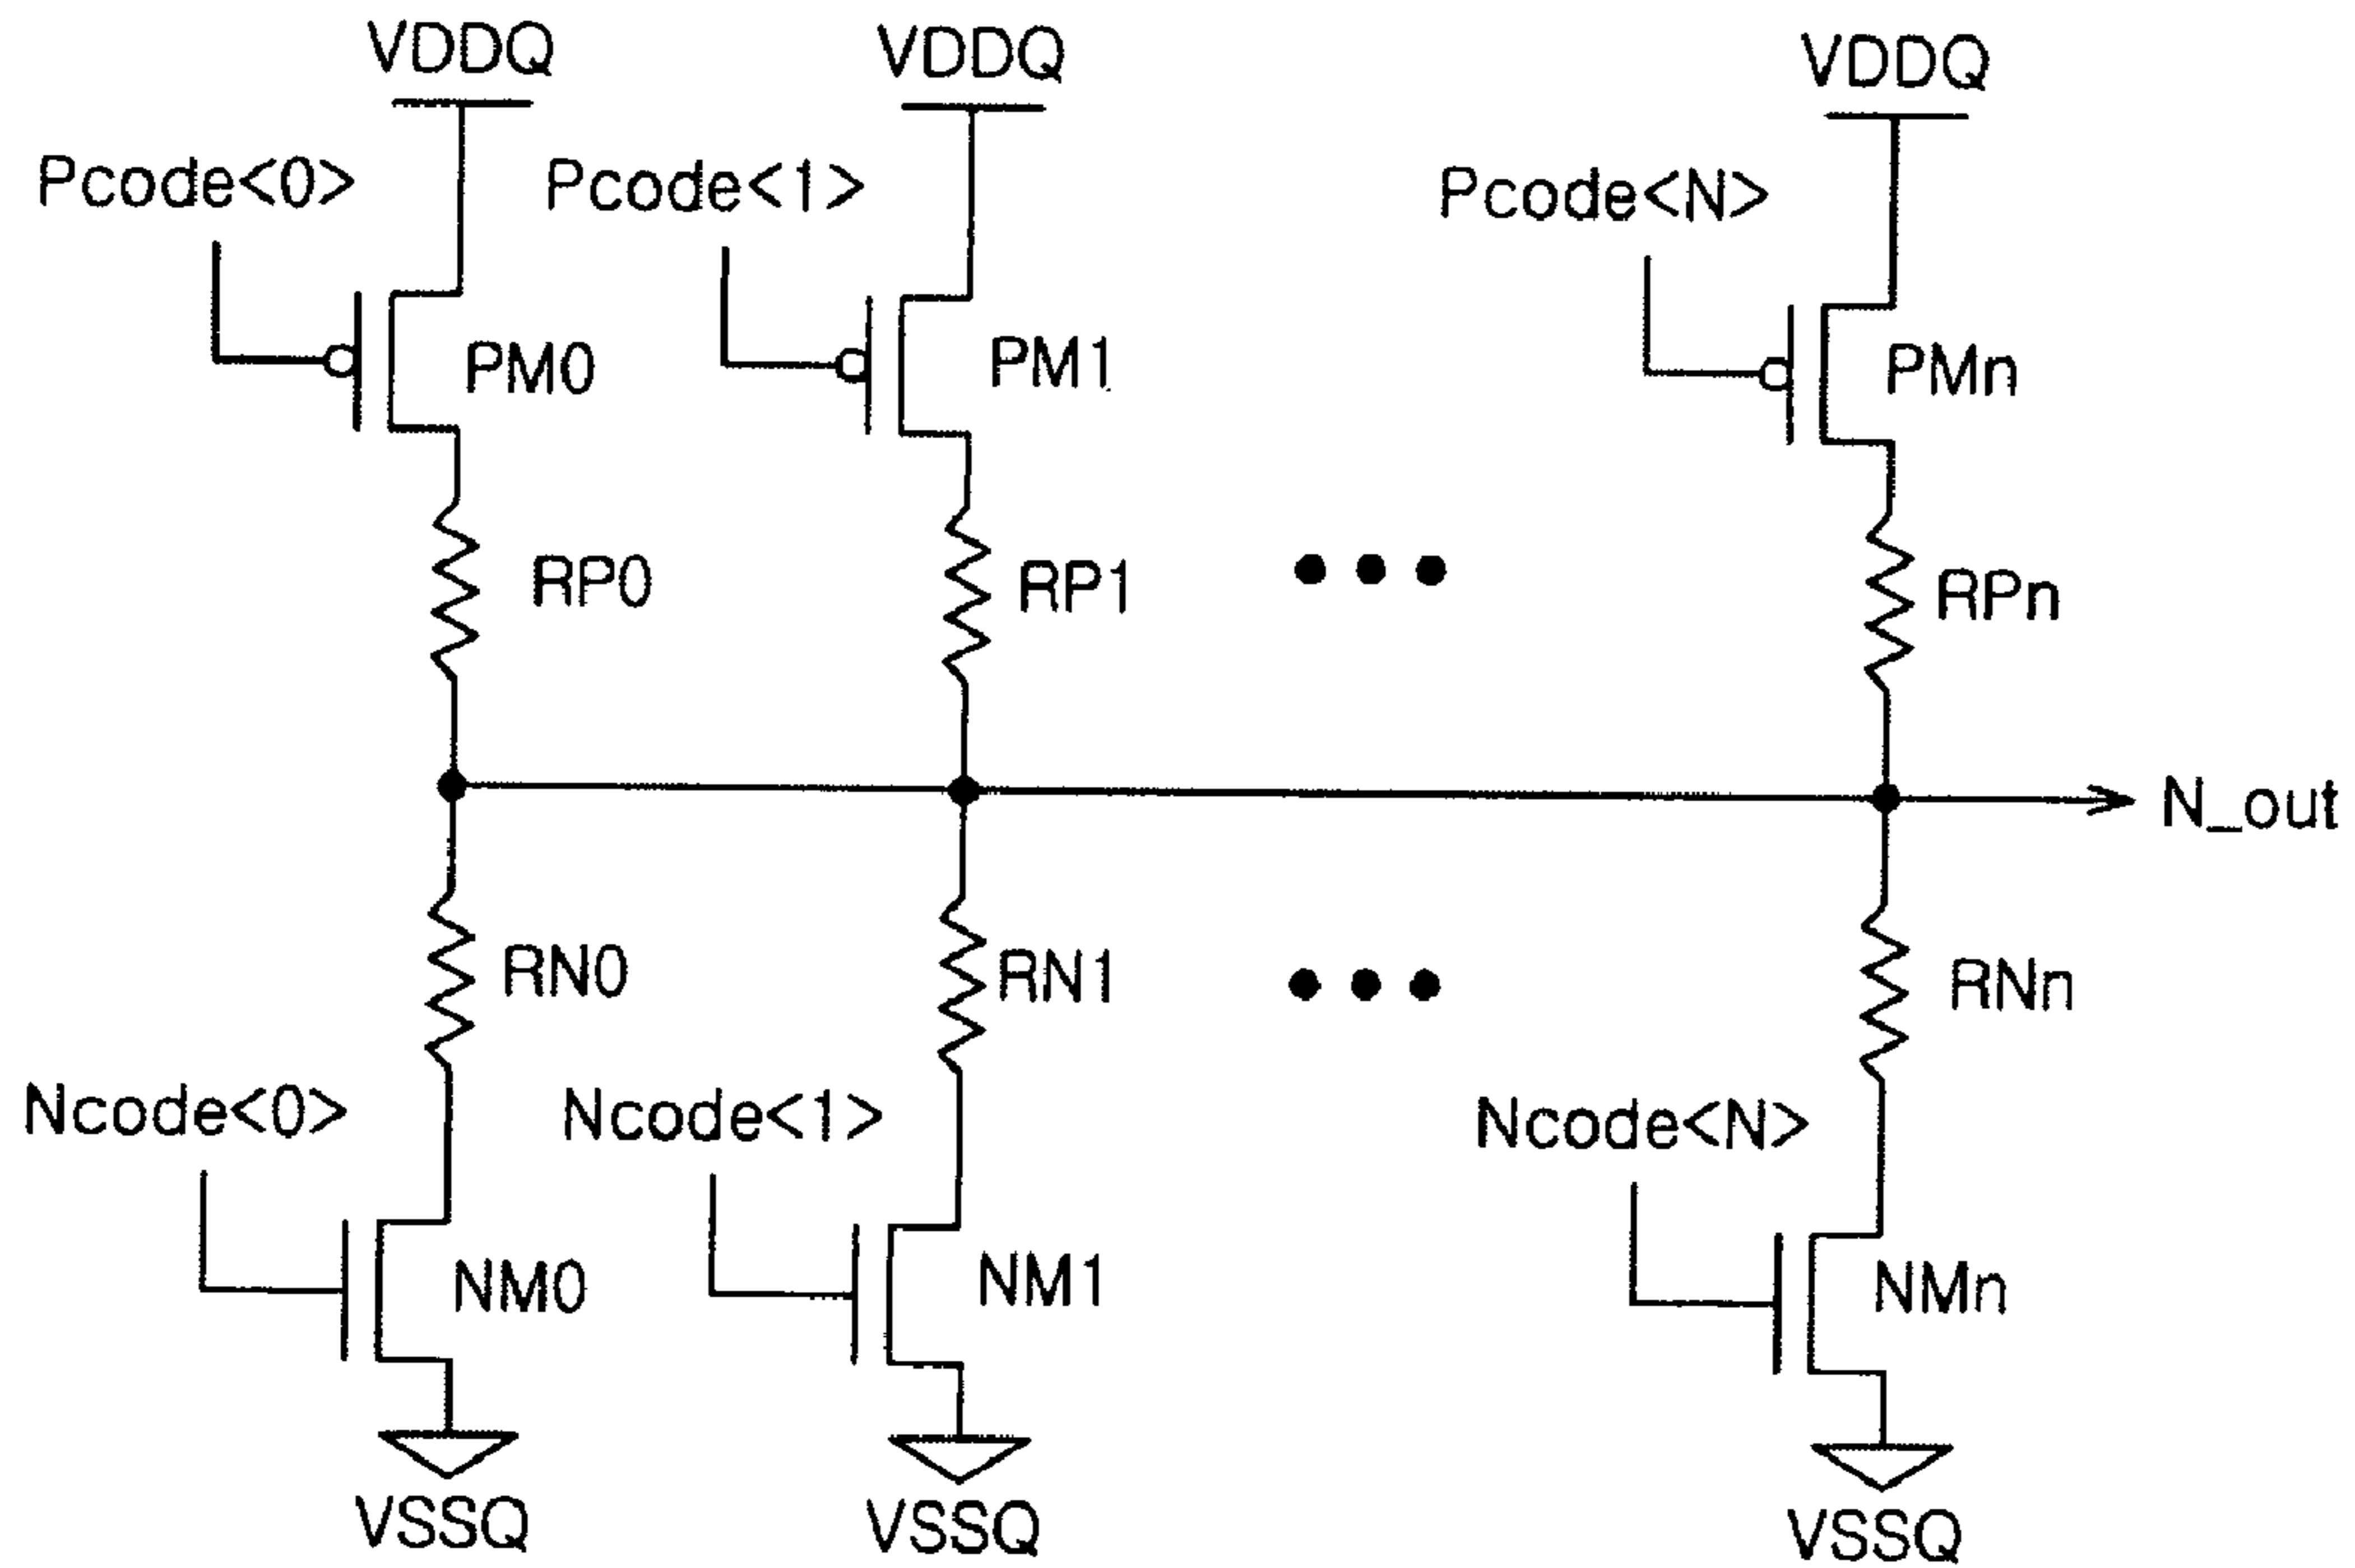 VDDQ VDDQ VDDQ
Pcode<0> Pcode<1> Pcode<N>
PM0 PM1 PMn
RP0 RP1 RPn
N_out
RN0 RN1 RNn
Ncode<0> Ncode<1> Ncode<N>
NM0 NM1 NMn
VSSQ VSSQ VSSQ